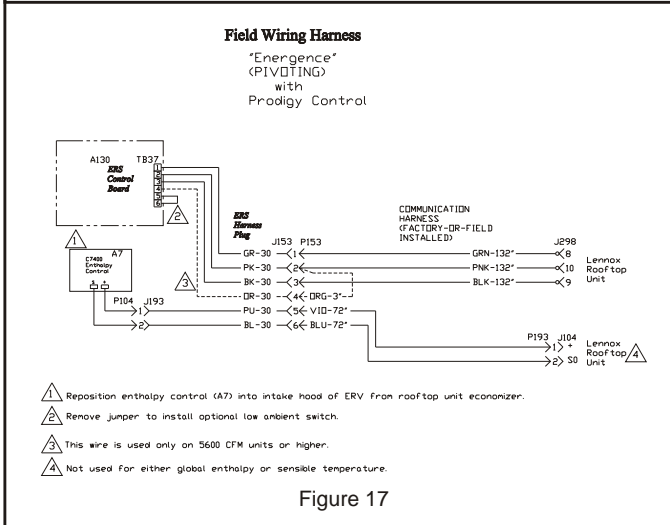 Field Wiring Harness
"Energence"
(PIVOTING)
with
Prodigy Control
A130 TB37
ERS
Control
Board
1
2
3
4
5
6
2
1
C7400 A7
Enthalpy
Control
S +
3
ERS
Harness
Plug
J153 P153
COMMUNICATION
HARNESS
(FACTORY-OR-FIELD
INSTALLED)
J298
GR-30 1 GRN-132" 8
PK-30 2 PNK-132" 10
BK-30 3 BLK-132" 9
Lennox
Rooftop
Unit
OR-30 4 ORG-3"
P104 J193
1 PU-30 5 VIO-72"
2 BL-30 6 BLU-72"
P193 J104
1 +
2 SO
Lennox
Rooftop
Unit
4
1 Reposition enthalpy control (A7) into intake hood of ERV from rooftop unit economizer.
2 Remove jumper to install optional low ambient switch.
3 This wire is used only on 5600 CFM units or higher.
4 Not used for either global enthalpy or sensible temperature.
Figure 17